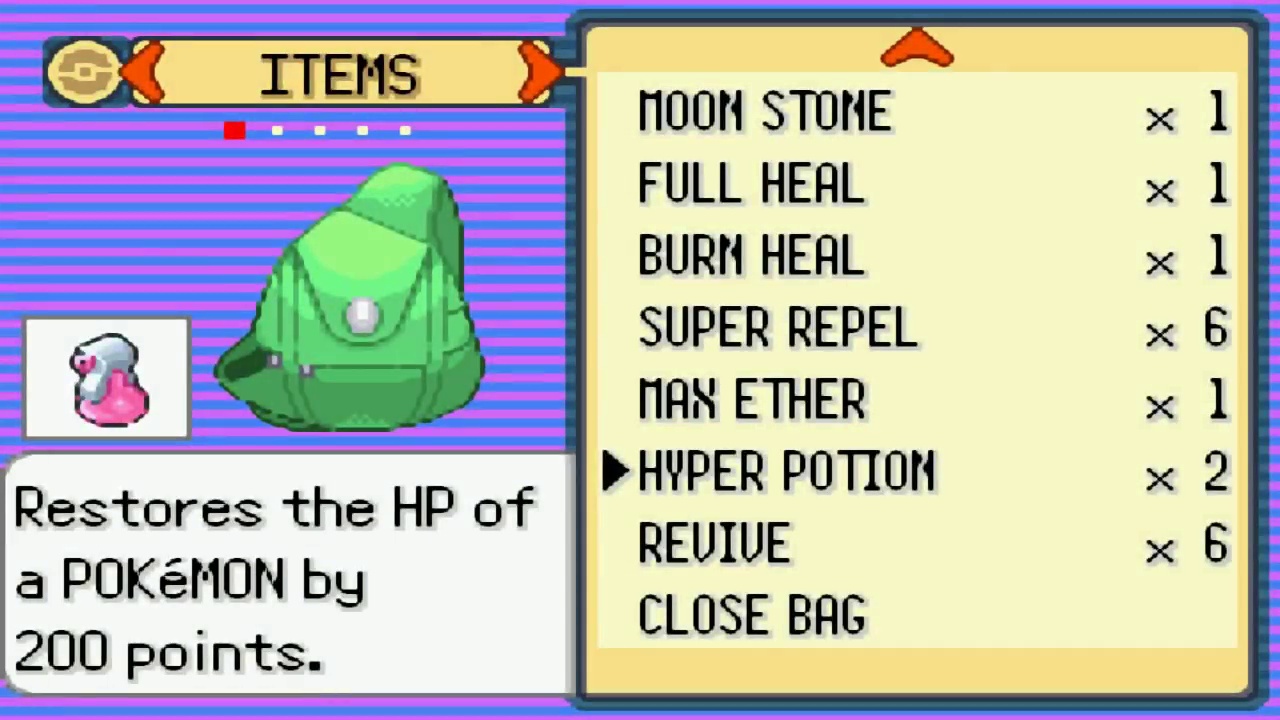 ITEMS
MOON STONE × 1
FULL HEAL × 1
BURN HEAL × 1
SUPER REPEL × 6
MAX ETHER × 1
HYPER POTION × 2
REVIVE × 6
CLOSE BAG
Restores the HP of
a POKéMON by
200 points.